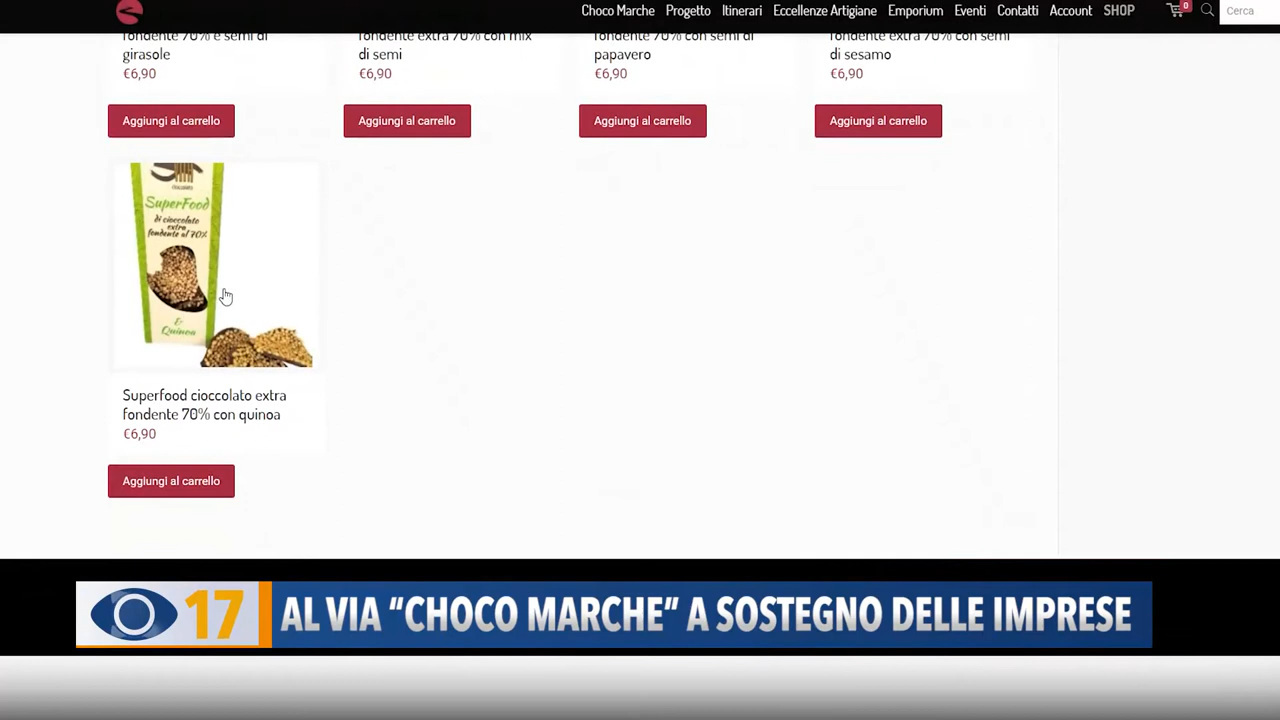 Choco Marche Progetto Itinerari Eccellenze Artigiane Emporium Eventi Contatti Account SHOP 0 Cerca
fondente 70% e semi di
girasole
€6,90
Aggiungi al carrello
fondente extra 70% con mix
di semi
€6,90
Aggiungi al carrello
fondente extra 70% con semi di
papavero
€6,90
Aggiungi al carrello
fondente extra 70% con semi
di sesamo
€6,90
Aggiungi al carrello
SuperFood
di cioccolato
extra
fondente al 70%
&
Quinoa
Superfood cioccolato extra
fondente 70% con quinoa
€6,90
Aggiungi al carrello
17 AL VIA “CHOCO MARCHE” A SOSTEGNO DELLE IMPRESE